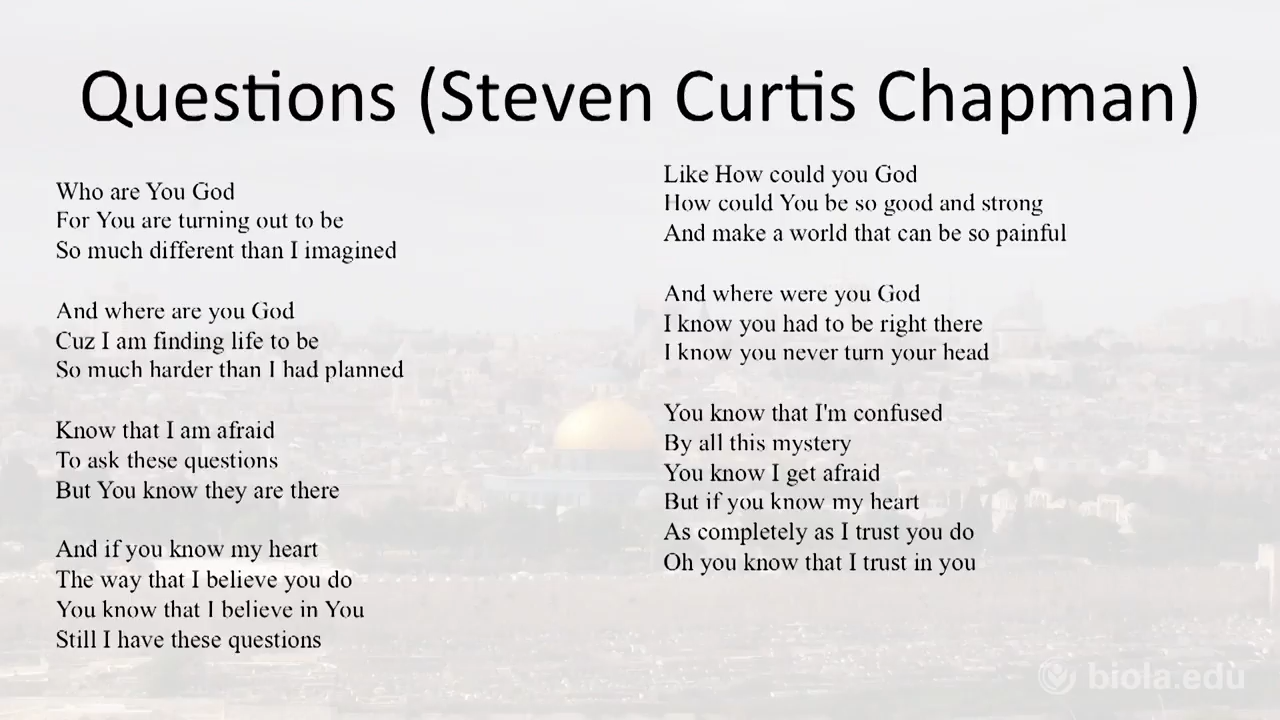 Questions (Steven Curtis Chapman)
Who are You God
For You are turning out to be
So much different than I imagined
And where are you God
Cuz I am finding life to be
So much harder than I had planned
Know that I am afraid
To ask these questions
But You know they are there
And if you know my heart
The way that I believe you do
You know that I believe in You
Still I have these questions
Like How could you God
How could You be so good and strong
And make a world that can be so painful
And where were you God
I know you had to be right there
I know you never turn your head
You know that I'm confused
By all this mystery
You know I get afraid
But if you know my heart
As completely as I trust you do
Oh you know that I trust in you
biola.edu